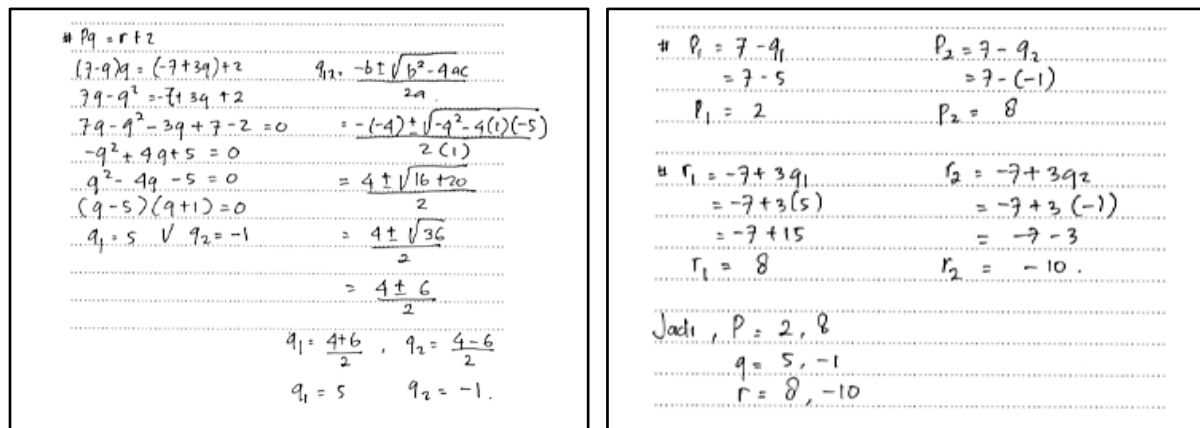 # Pq = r + 2
(7-q)q = (-7+3q)+2
7q - q² = -7+ 3q + 2
7q - q² - 3q + 7 - 2 = 0
-q² + 4q + 5 = 0
q² - 4q - 5 = 0
(q-5)(q+1) = 0
q₁ = 5 V q₂ = -1
q₁₂ = -b ± √b² - 4ac
2a
= -(-4) ± √-4² - 4(1)(-5)
2 (1)
= 4 ± √16 + 20
2
= 4 ± √36
2
= 4 ± 6
2
q₁ = 4+6 , q₂ = 4-6
2 2
q₁ = 5 q₂ = -1.
# P₁ = 7 - q₁
= 7 - 5
P₁ = 2
P₂ = 7 - q₂
= 7 - (-1)
P₂ = 8
# r₁ = -7 + 3q₁
= -7 + 3(5)
= -7 + 15
r₁ = 8
r₂ = -7 + 3q₂
= -7 + 3 (-1)
= -7 - 3
r₂ = -10 .
Jadi , P = 2, 8
q = 5, -1
r = 8, -10